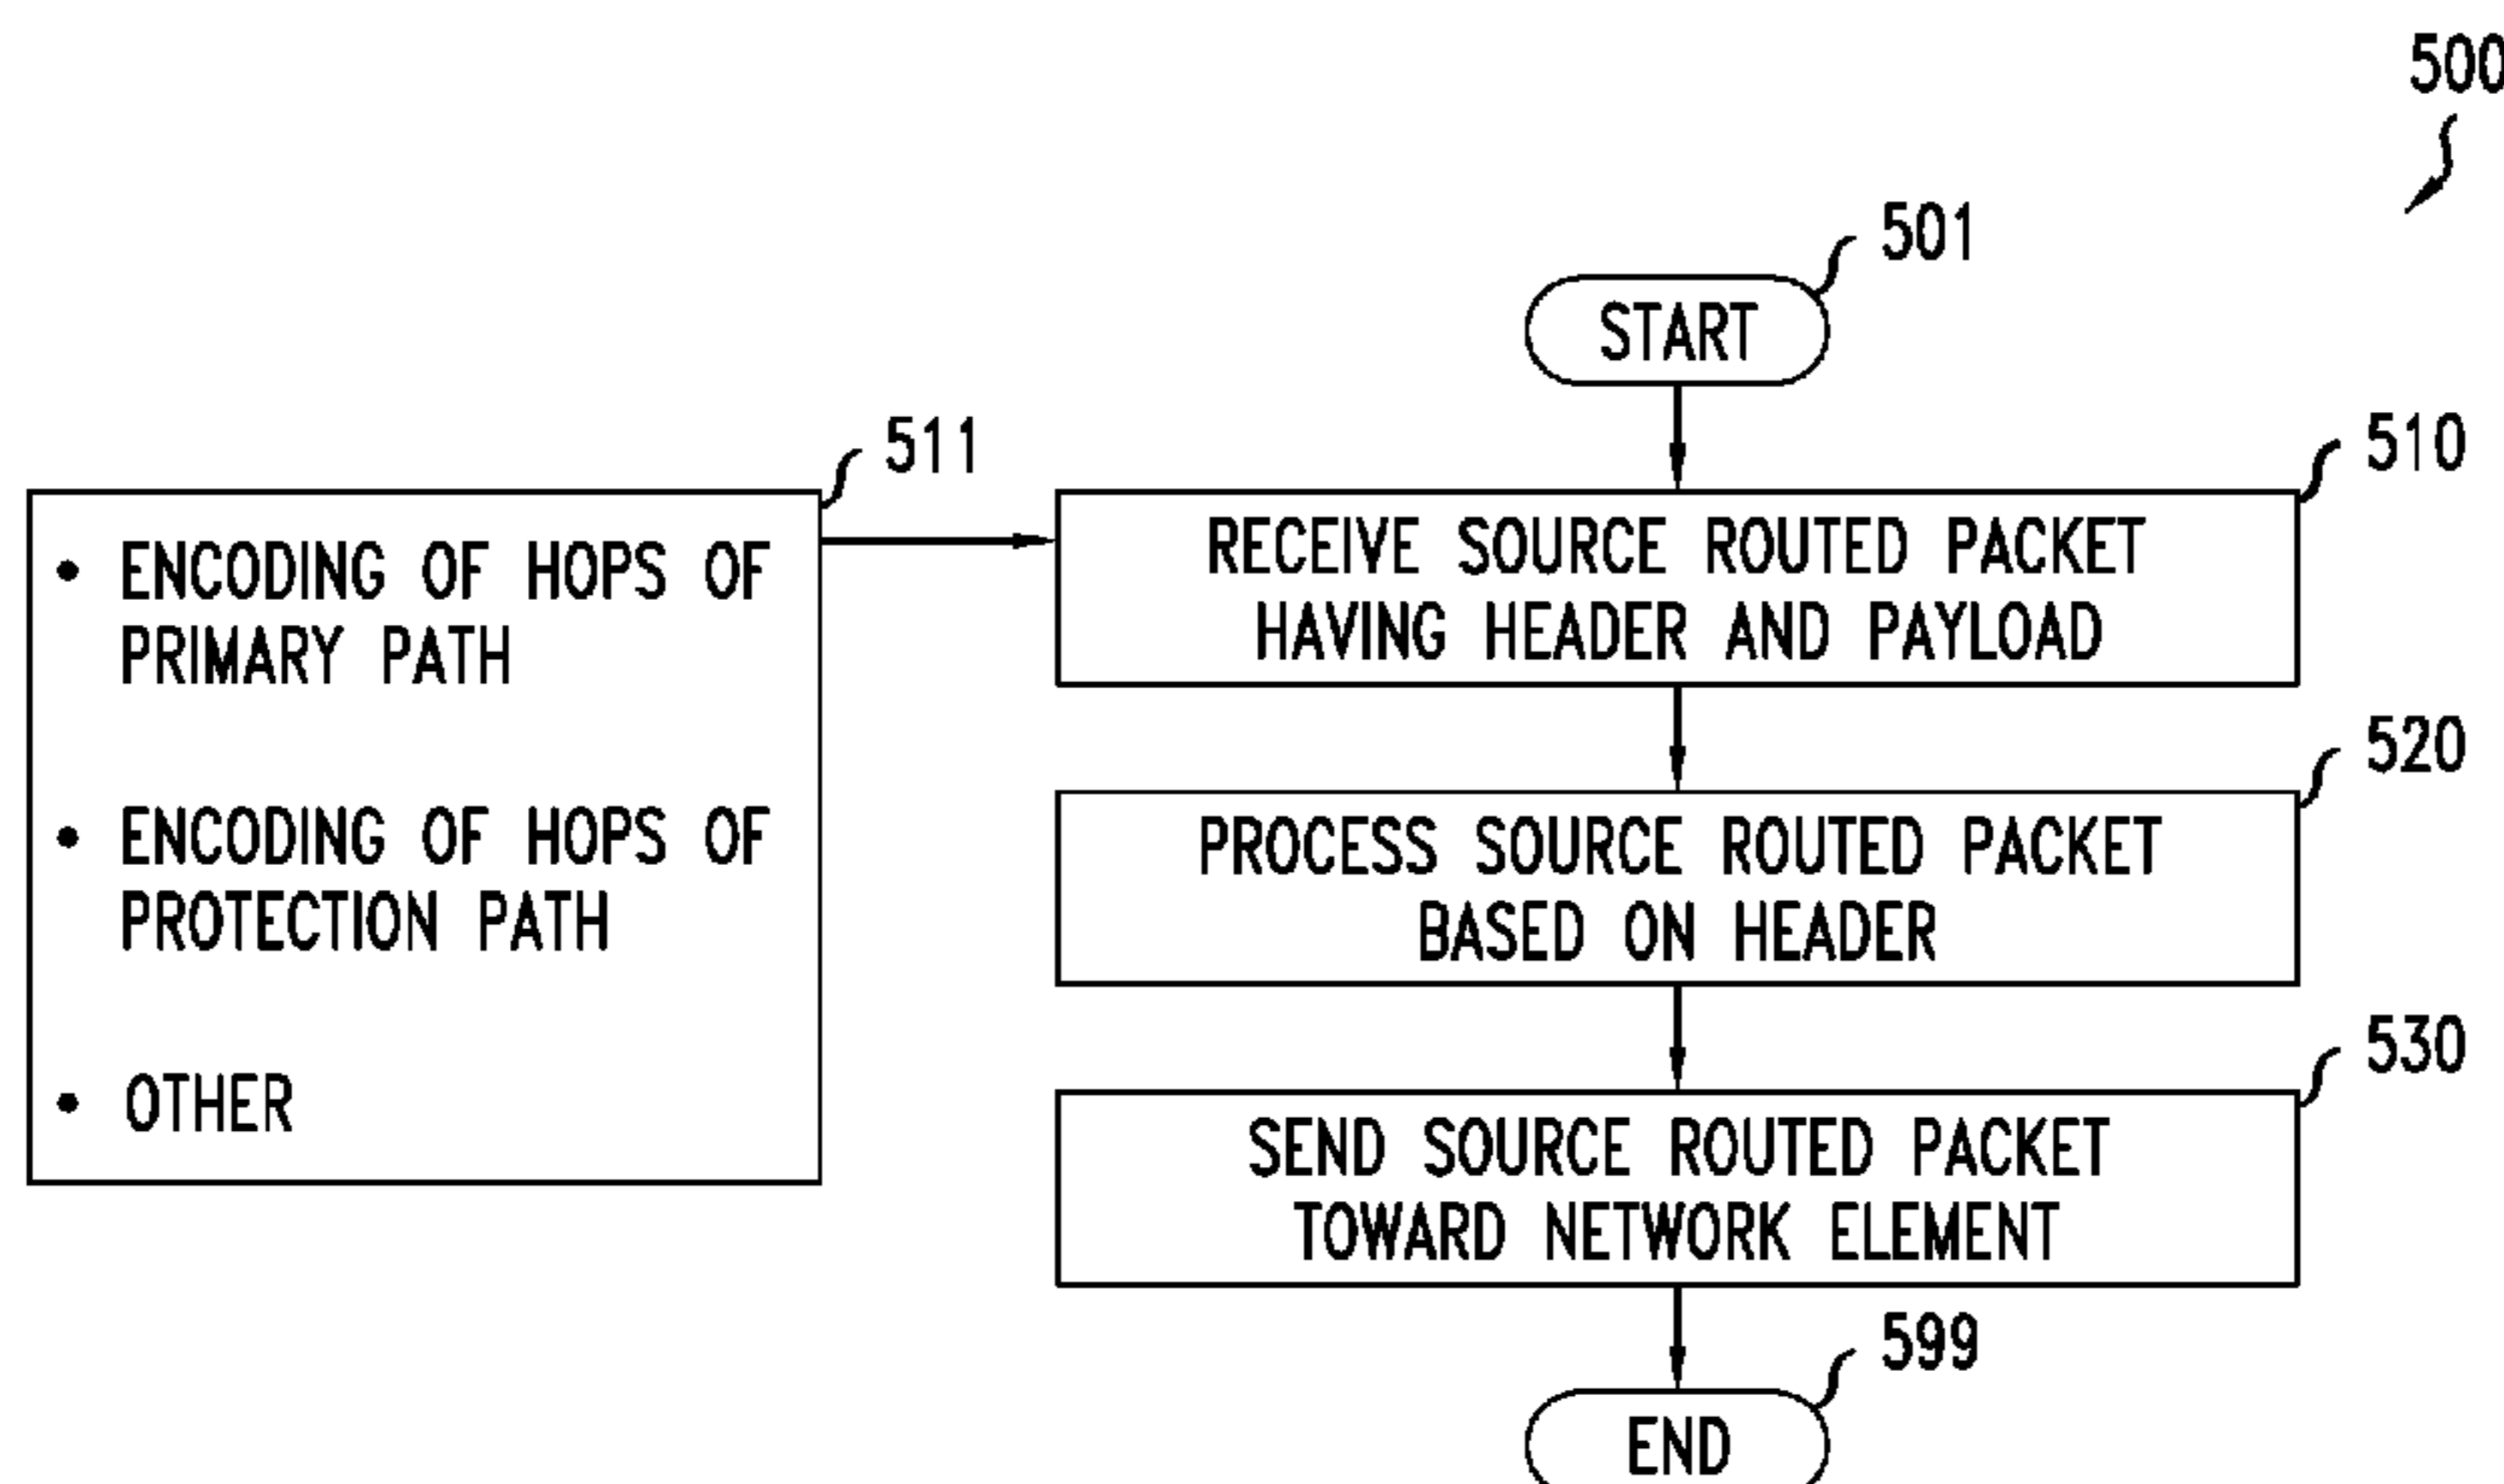 500
501
START
511
510
• ENCODING OF HOPS OF
PRIMARY PATH
• ENCODING OF HOPS OF
PROTECTION PATH
• OTHER
RECEIVE SOURCE ROUTED PACKET
HAVING HEADER AND PAYLOAD
520
PROCESS SOURCE ROUTED PACKET
BASED ON HEADER
530
SEND SOURCE ROUTED PACKET
TOWARD NETWORK ELEMENT
599
END